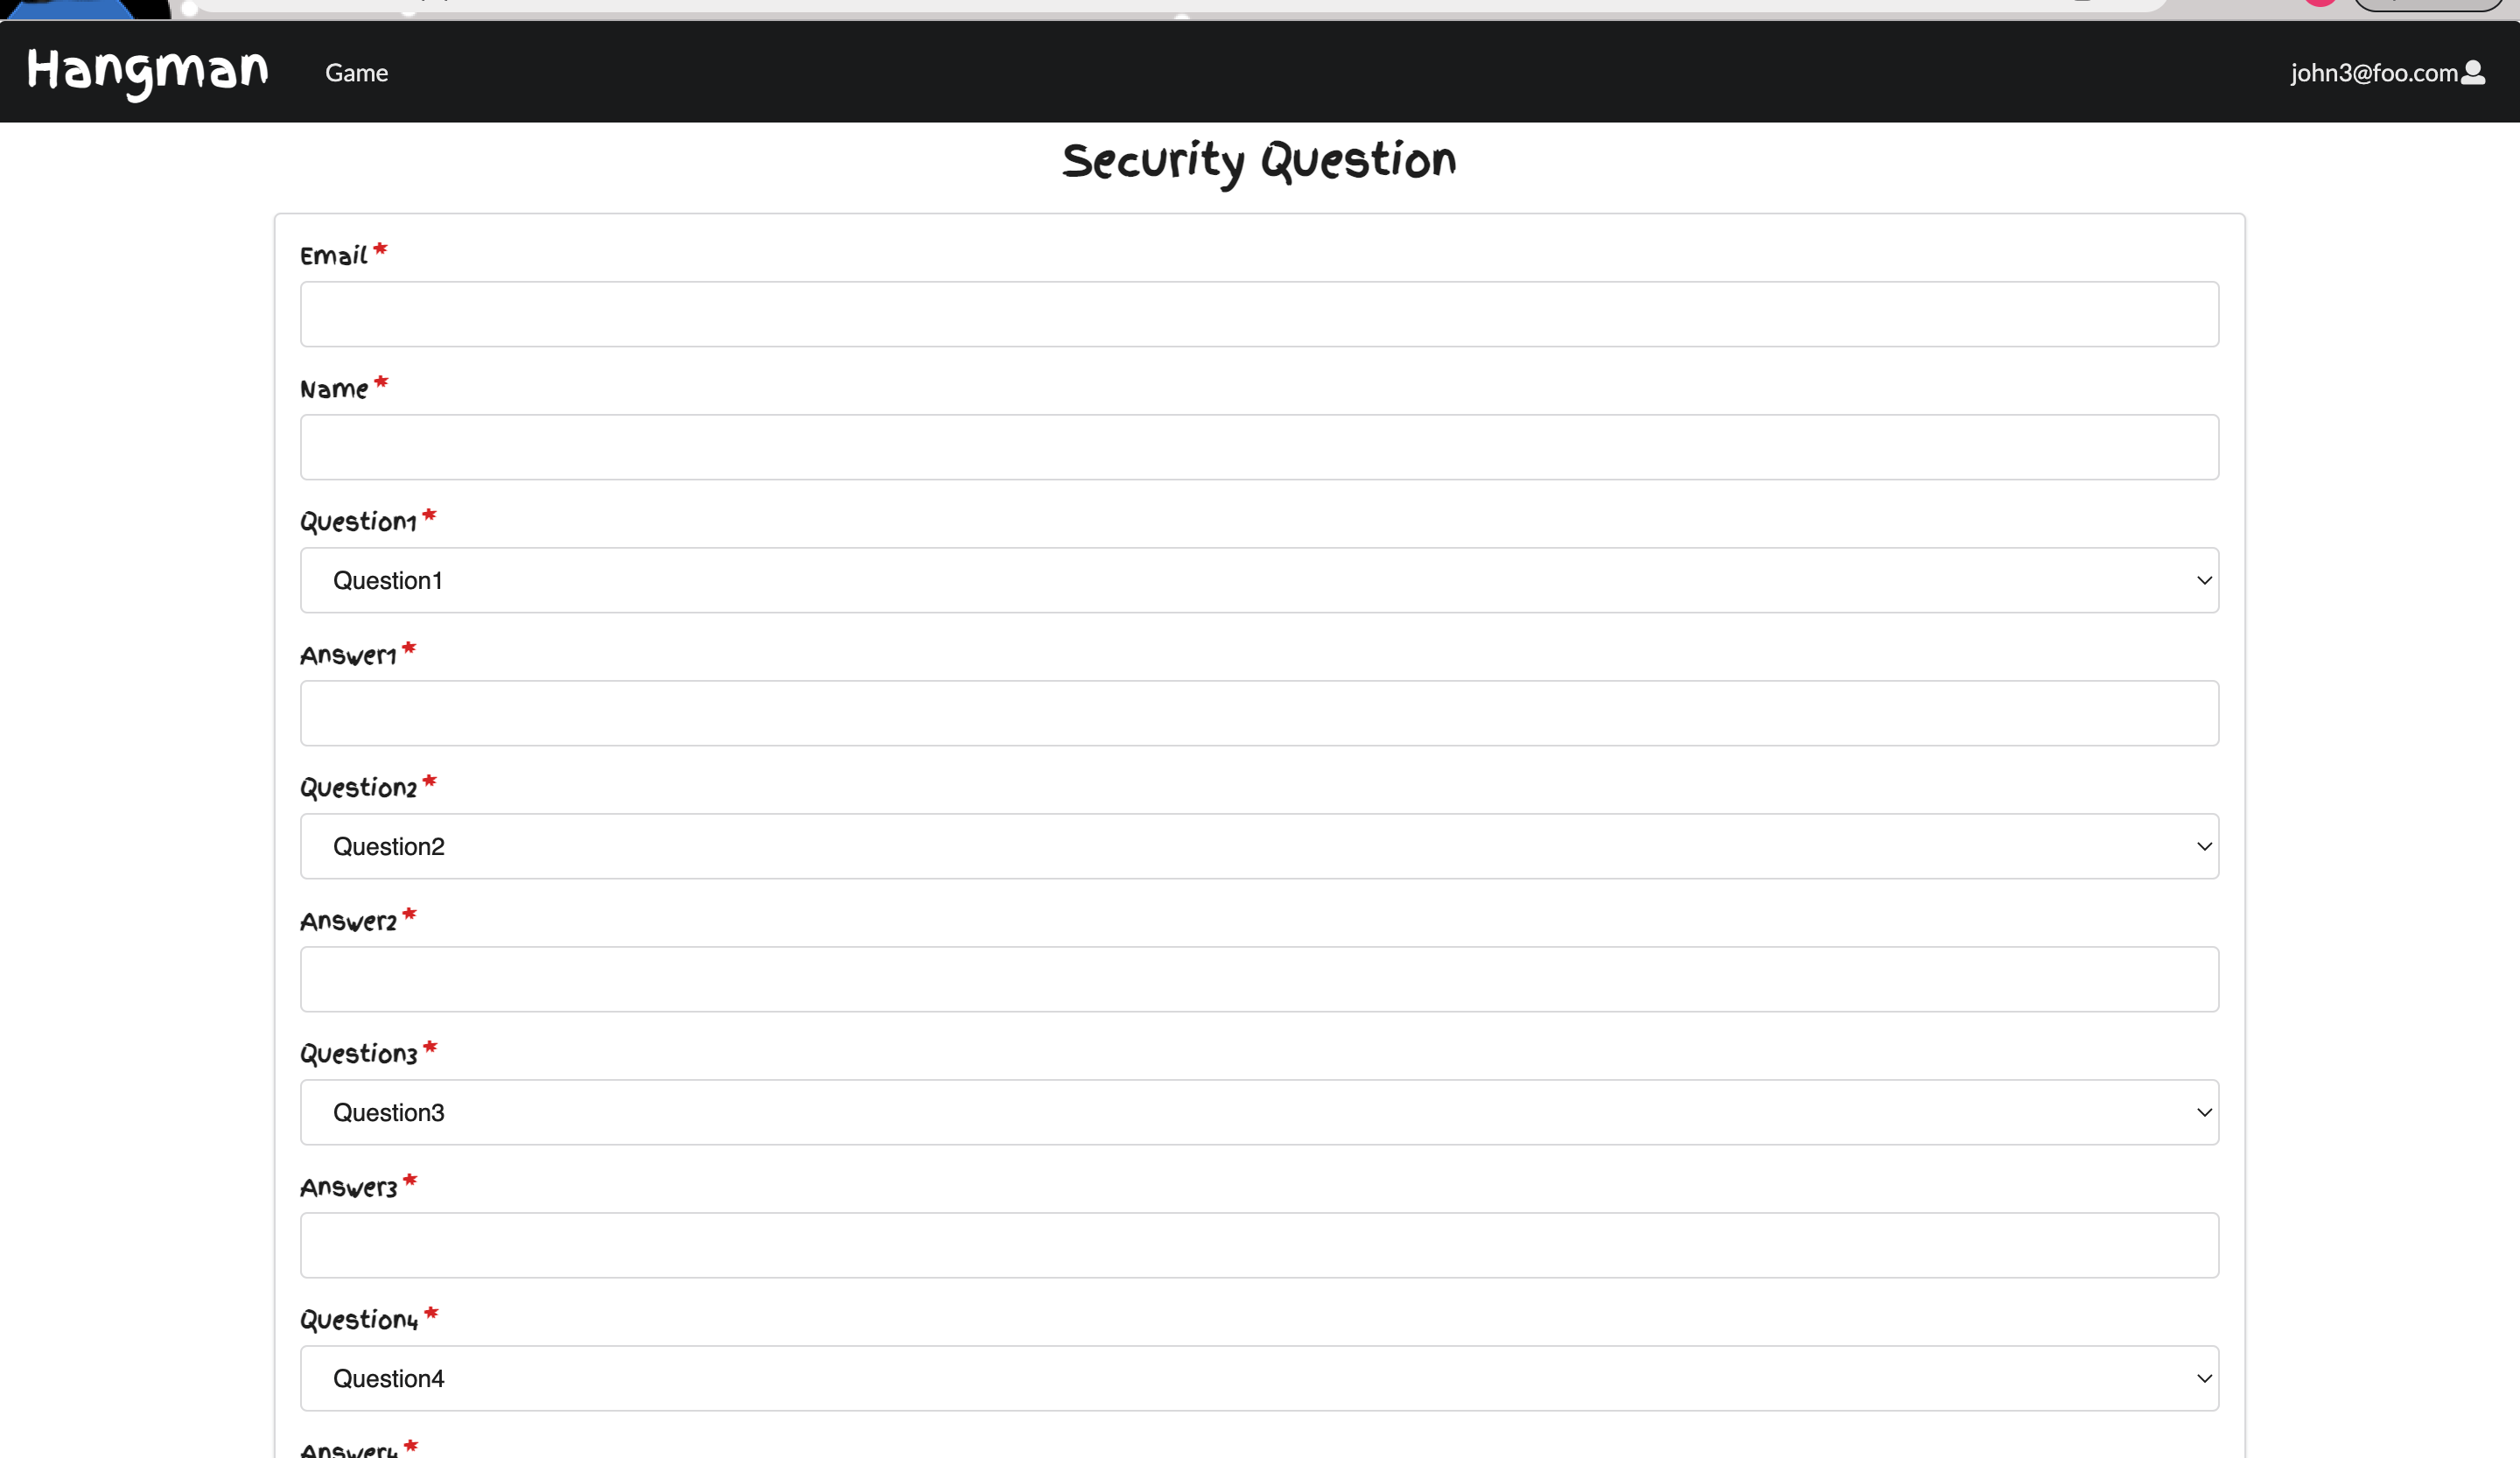 Hangman Game john3@foo.com
Security Question
Email *
Name *
Question1 *
Question1
Answer1 *
Question2 *
Question2
Answer2 *
Question3 *
Question3
Answer3 *
Question4 *
Question4
Answer4 *